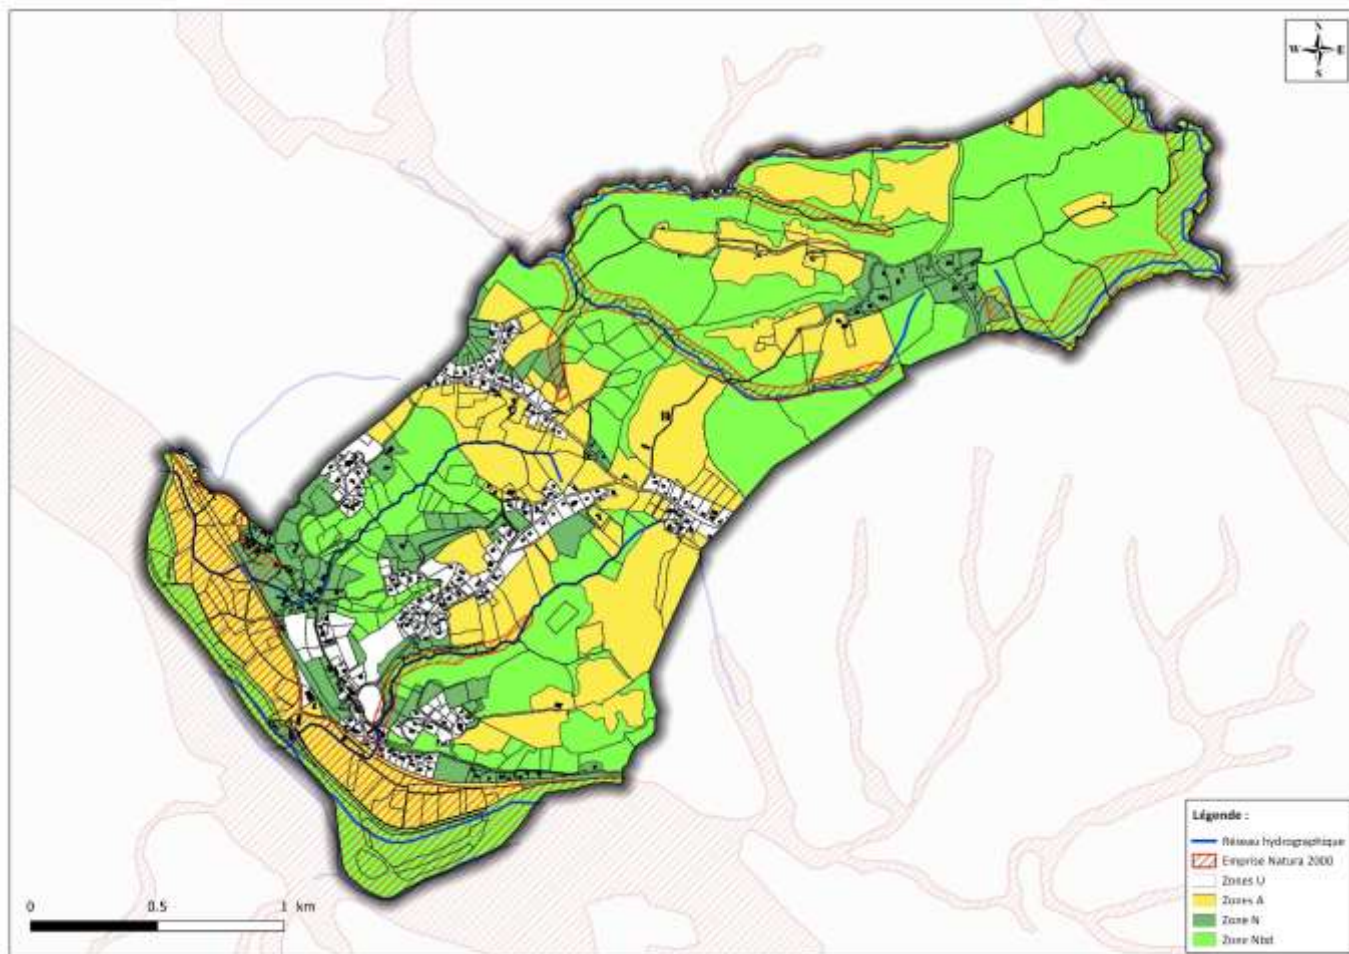 N
W E
S
Légende :
Réseau hydrographique
Emprise Natura 2000
Zones U
Zones A
Zone N
Zone Nbd
0 0.5 1 km